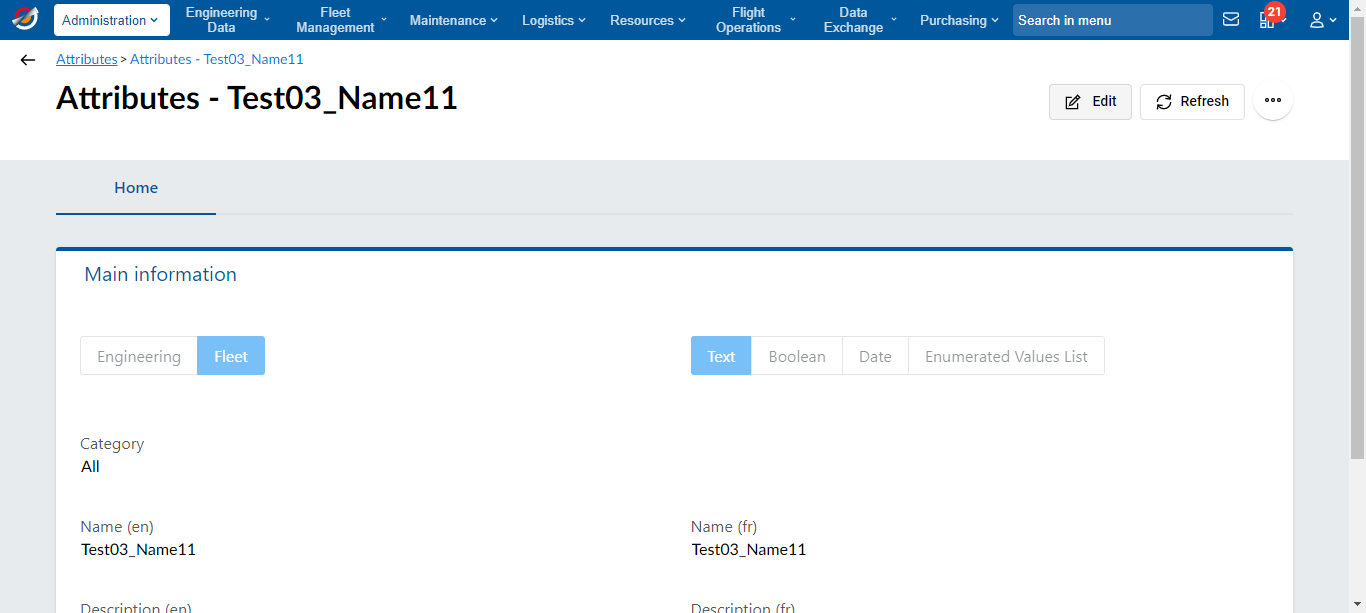 Administration
Engineering Data
Fleet Management
Maintenance
Logistics
Resources
Flight Operations
Data Exchange
Purchasing
Search in menu
21
Attributes > Attributes - Test03_Name11
Attributes - Test03_Name11
Edit
Refresh
Home
Main information
Engineering Fleet
Text Boolean Date Enumerated Values List
Category
All
Name (en)
Name (fr)
Test03_Name11
Test03_Name11
Description (en)
Description (fr)